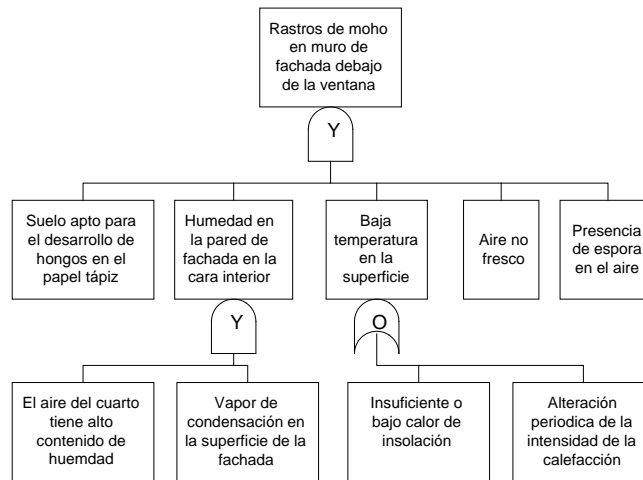 Rastros de moho
en muro de
fachada debajo
de la ventana
Y
Suelo apto para
el desarrollo de
hongos en el
papel tápiz
Humedad en
la pared de
fachada en la
cara interior
Baja
temperatura
en la
superficie
Aire no
fresco
Presencia
de espora
en el aire
Y
O
El aire del cuarto
tiene alto
contenido de
huemdad
Vapor de
condensación en
la superficie de la
fachada
Insuficiente o
bajo calor de
insolación
Alteración
periodica de la
intensidad de la
calefacción